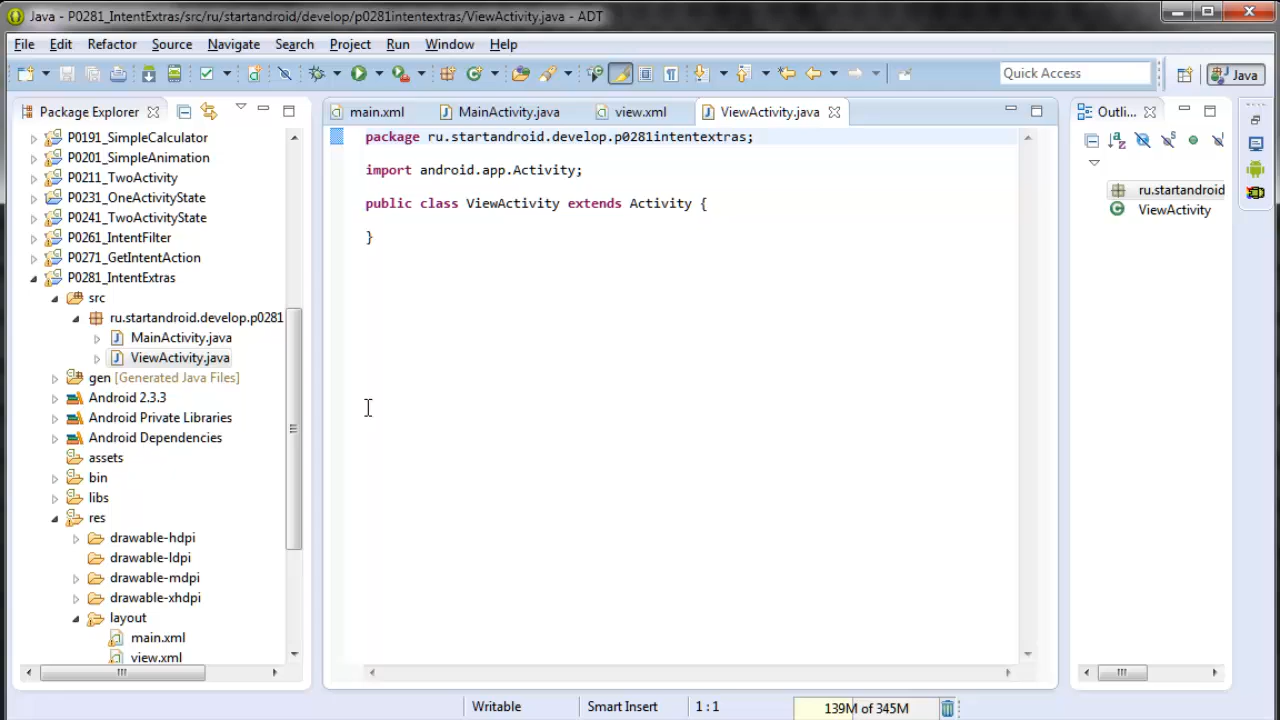 Java - P0281_IntentExtras/src/ru/startandroid/develop/p0281intentextras/ViewActivity.java - ADT
File Edit Refactor Source Navigate Search Project Run Window Help
Quick Access
Java
Package Explorer
P0191_SimpleCalculator
P0201_SimpleAnimation
P0211_TwoActivity
P0231_OneActivityState
P0241_TwoActivityState
P0261_IntentFilter
P0271_GetIntentAction
P0281_IntentExtras
src
ru.startandroid.develop.p0281
MainActivity.java
ViewActivity.java
gen [Generated Java Files]
Android 2.3.3
Android Private Libraries
Android Dependencies
assets
bin
libs
res
drawable-hdpi
drawable-ldpi
drawable-mdpi
drawable-xhdpi
layout
main.xml
view.xml
main.xml MainActivity.java view.xml ViewActivity.java
package ru.startandroid.develop.p0281intentextras;
import android.app.Activity;
public class ViewActivity extends Activity {
}
Outli...
ru.startandroid
ViewActivity
Writable Smart Insert 1 : 1 139M of 345M